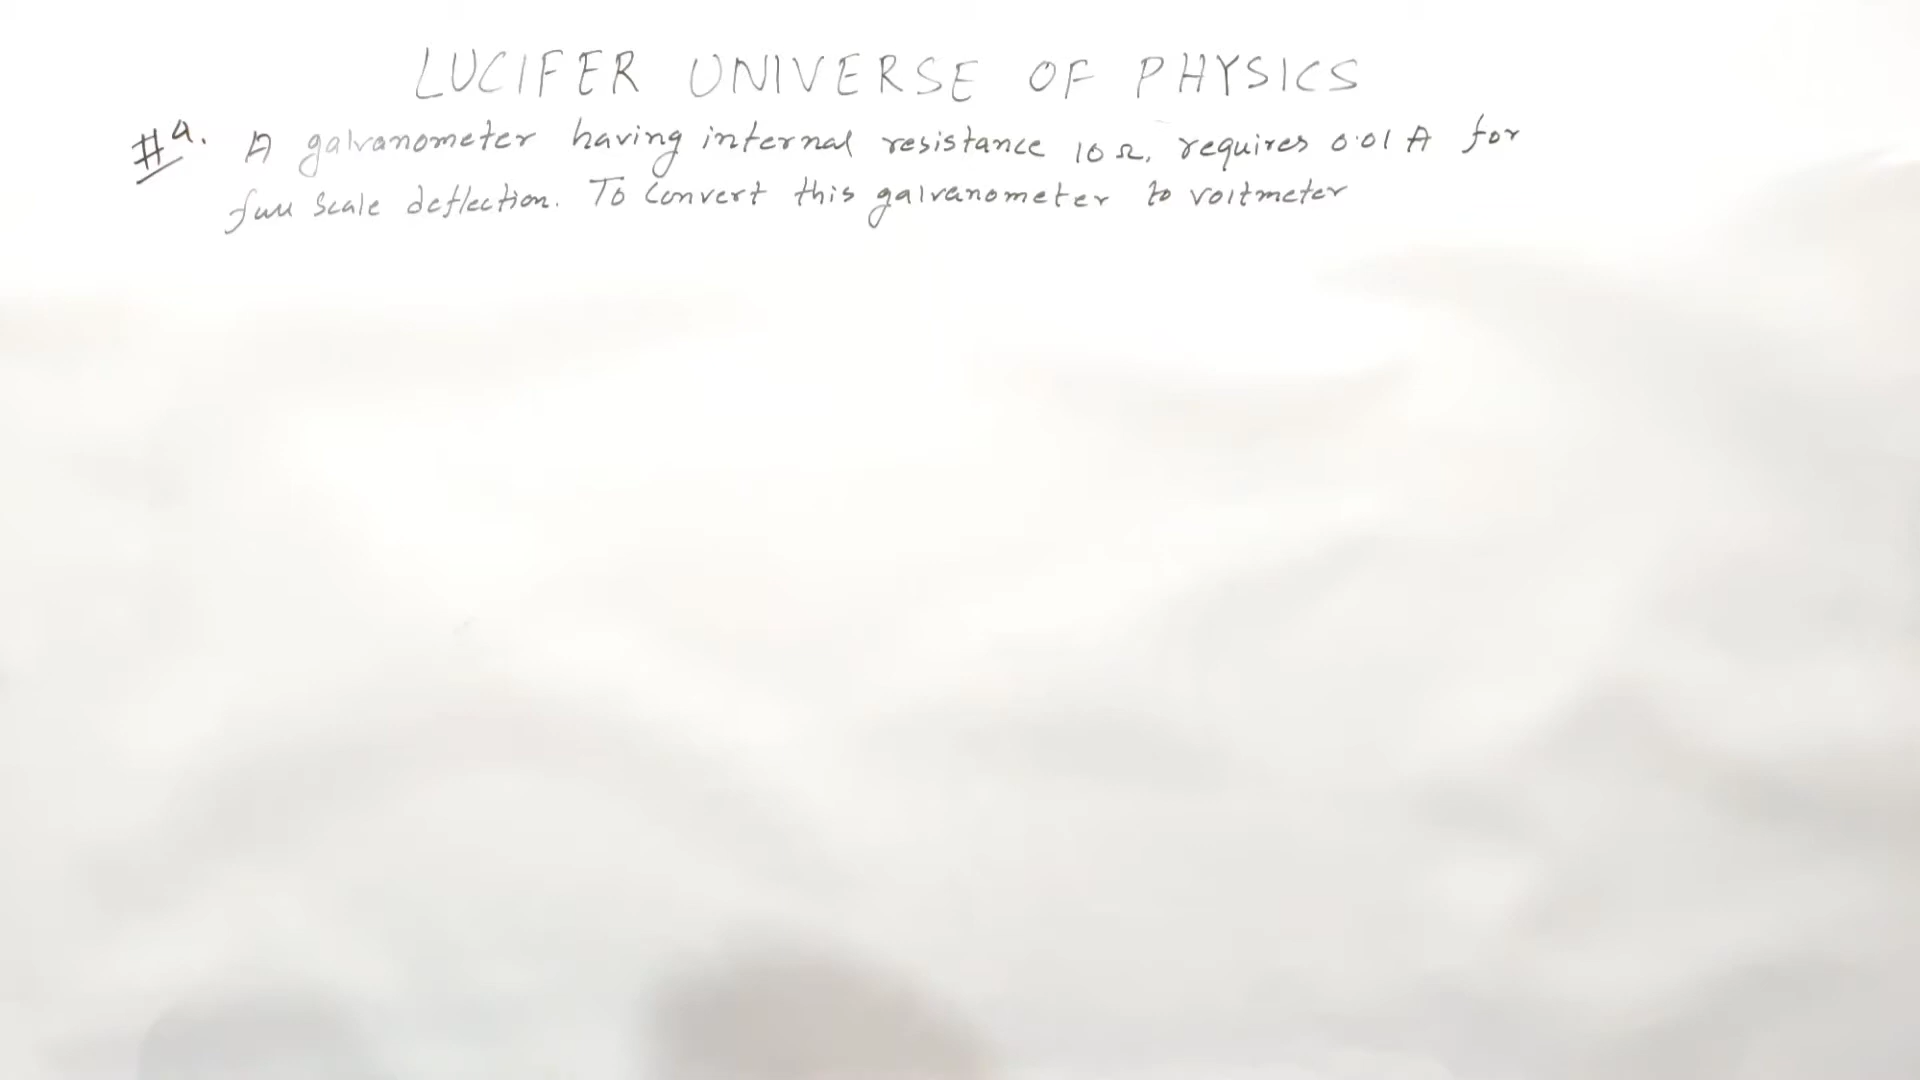 LUCIFER UNIVERSE OF PHYSICS
#Q. A galvanometer having internal resistance 10 Ω, requires 0.01 A for
full scale deflection. To convert this galvanometer to voltmeter